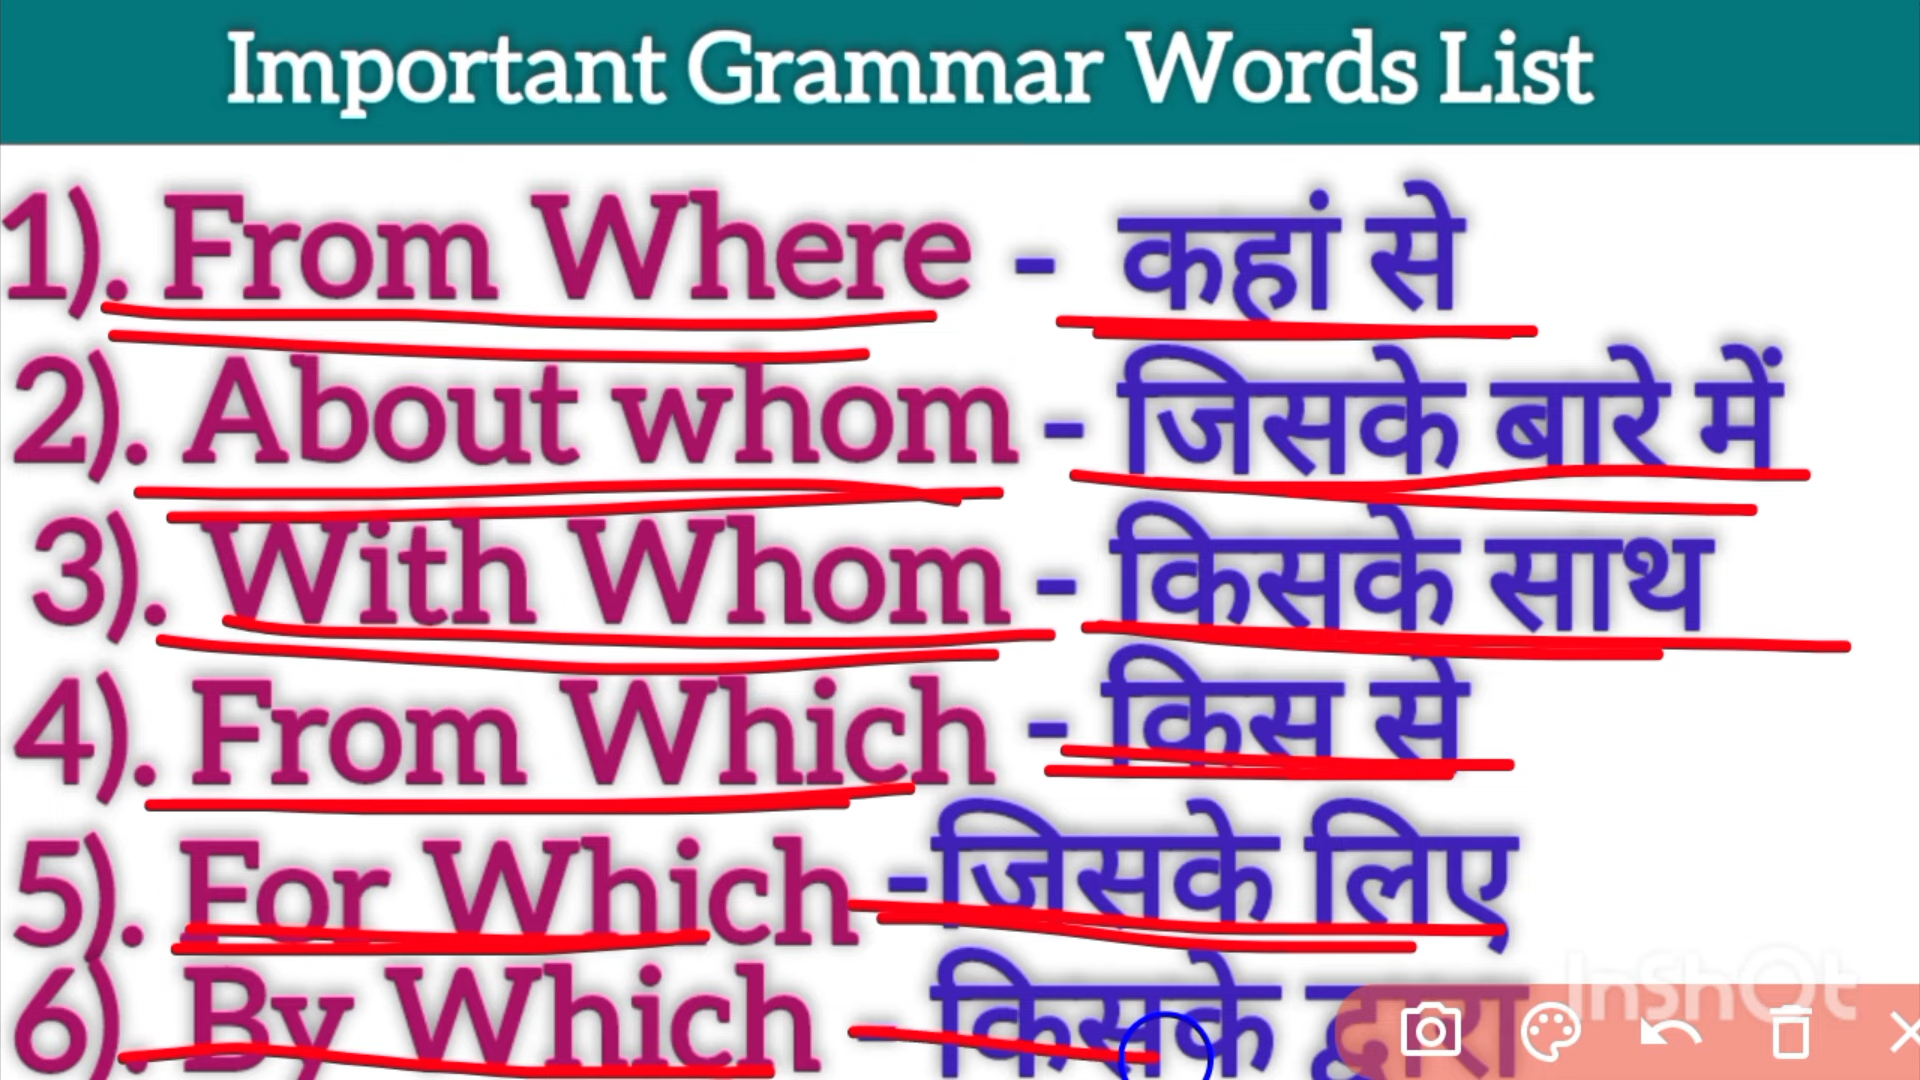 Important Grammar Words List
1). From Where - कहां से
2). About whom - जिसके बारे में
3). With Whom - किसके साथ
4). From Which - किस से
5). For Which -जिसके लिए
6). By Which - किसके द्वारा
InShOt